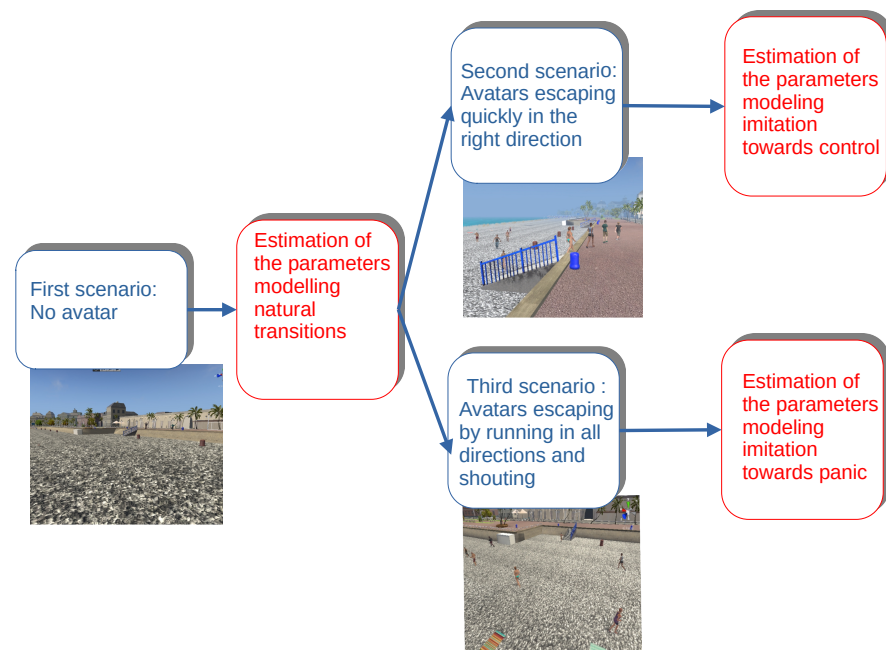 First scenario:
No avatar
Estimation of
the parameters
modelling
natural
transitions
Second scenario:
Avatars escaping
quickly in the
right direction
Estimation of
the parameters
modeling
imitation
towards control
Third scenario :
Avatars escaping
by running in all
directions and
shouting
Estimation of
the parameters
modeling
imitation
towards panic